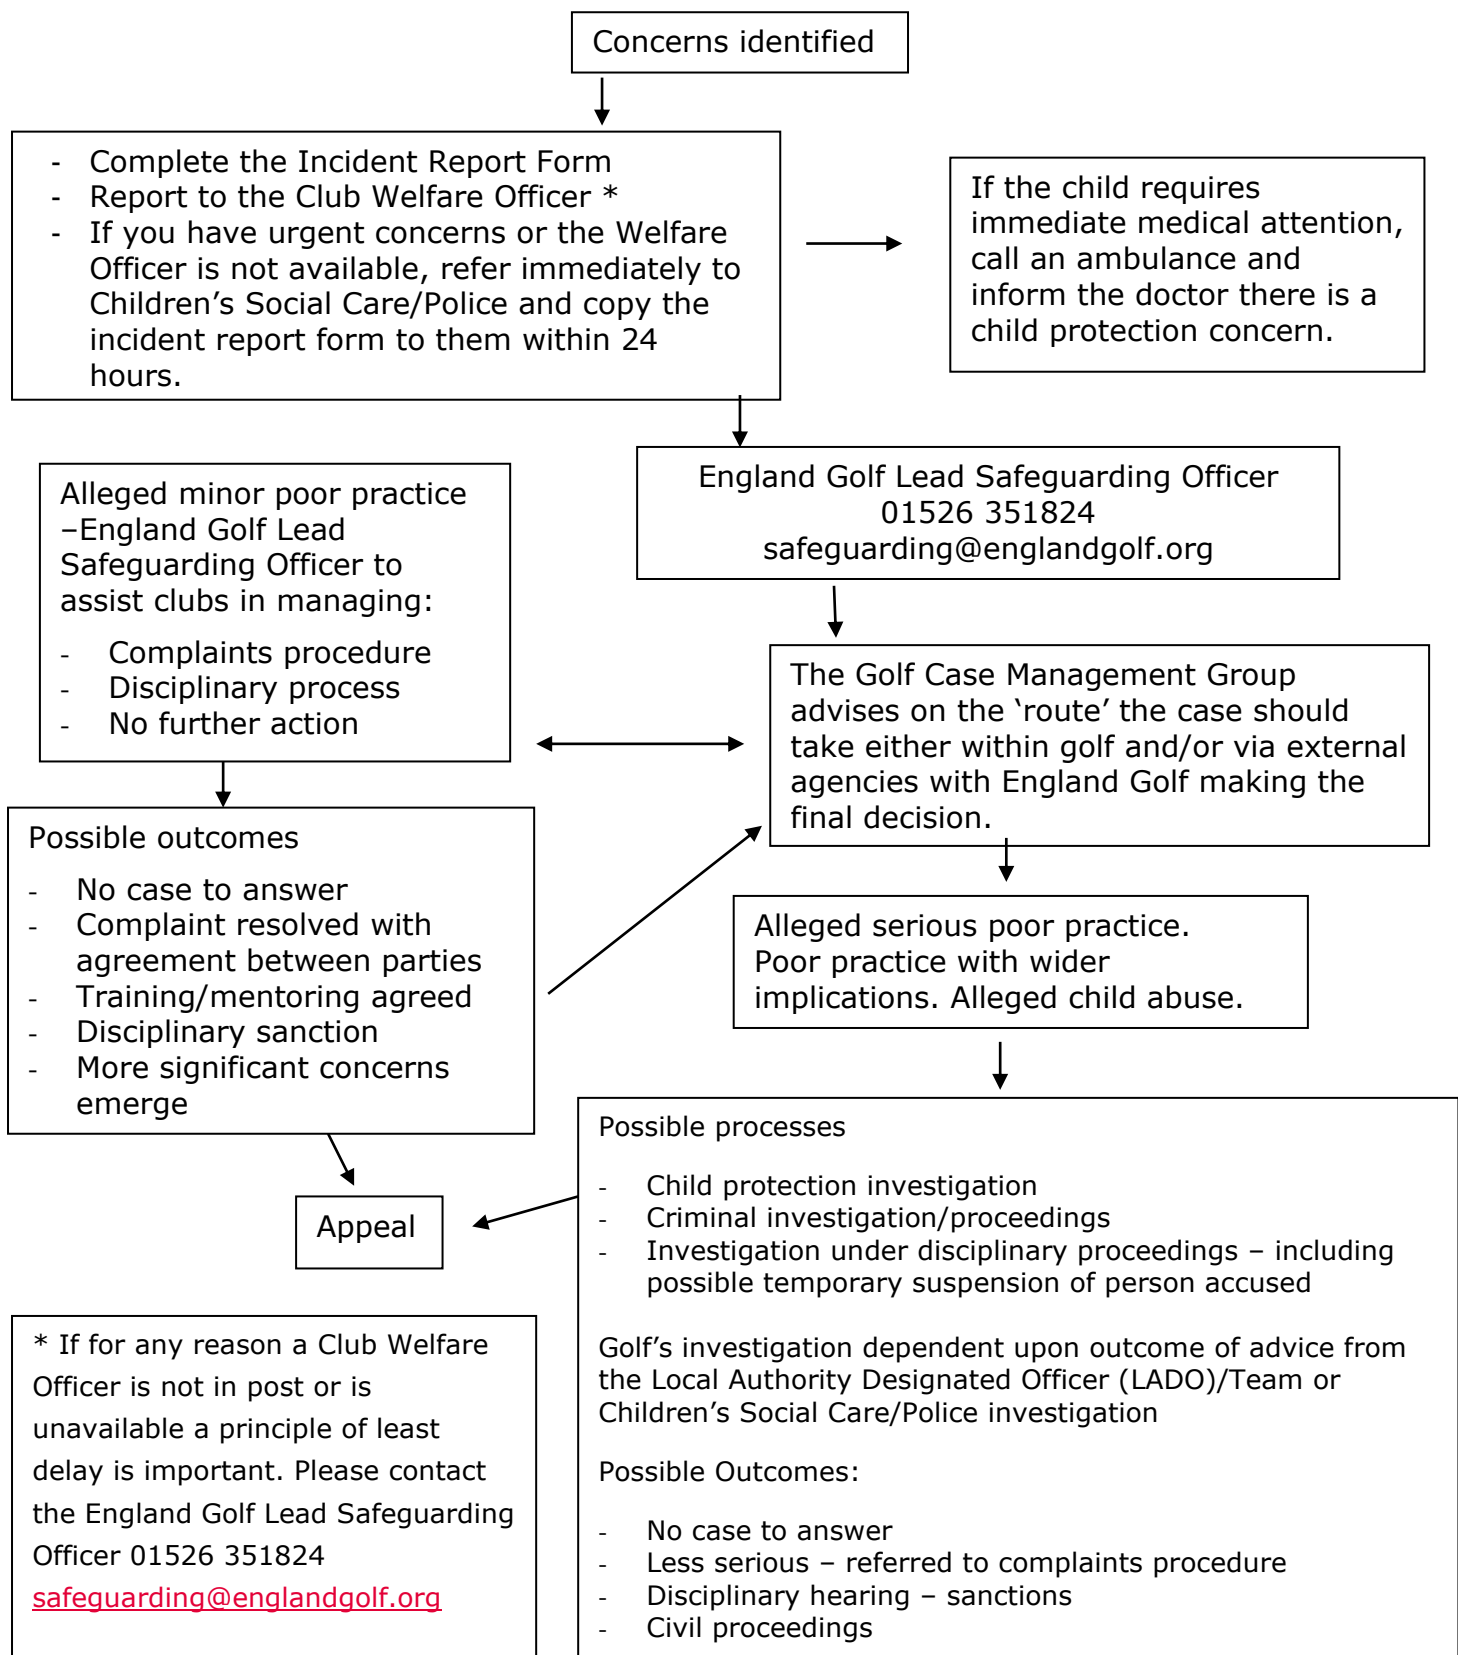 Concerns identified
- Complete the Incident Report Form
- Report to the Club Welfare Officer *
- If you have urgent concerns or the Welfare
Officer is not available, refer immediately to
Children’s Social Care/Police and copy the
incident report form to them within 24
hours.
If the child requires
immediate medical attention,
call an ambulance and
inform the doctor there is a
child protection concern.
England Golf Lead Safeguarding Officer
01526 351824
safeguarding@englandgolf.org
Alleged minor poor practice
–England Golf Lead
Safeguarding Officer to
assist clubs in managing:
- Complaints procedure
- Disciplinary process
- No further action
The Golf Case Management Group
advises on the ‘route’ the case should
take either within golf and/or via external
agencies with England Golf making the
final decision.
Possible outcomes
- No case to answer
- Complaint resolved with
agreement between parties
- Training/mentoring agreed
- Disciplinary sanction
- More significant concerns
emerge
Alleged serious poor practice.
Poor practice with wider
implications. Alleged child abuse.
Appeal
Possible processes
- Child protection investigation
- Criminal investigation/proceedings
- Investigation under disciplinary proceedings – including
possible temporary suspension of person accused
Golf’s investigation dependent upon outcome of advice from
the Local Authority Designated Officer (LADO)/Team or
Children’s Social Care/Police investigation
Possible Outcomes:
- No case to answer
- Less serious – referred to complaints procedure
- Disciplinary hearing – sanctions
- Civil proceedings
* If for any reason a Club Welfare
Officer is not in post or is
unavailable a principle of least
delay is important. Please contact
the England Golf Lead Safeguarding
Officer 01526 351824
safeguarding@englandgolf.org